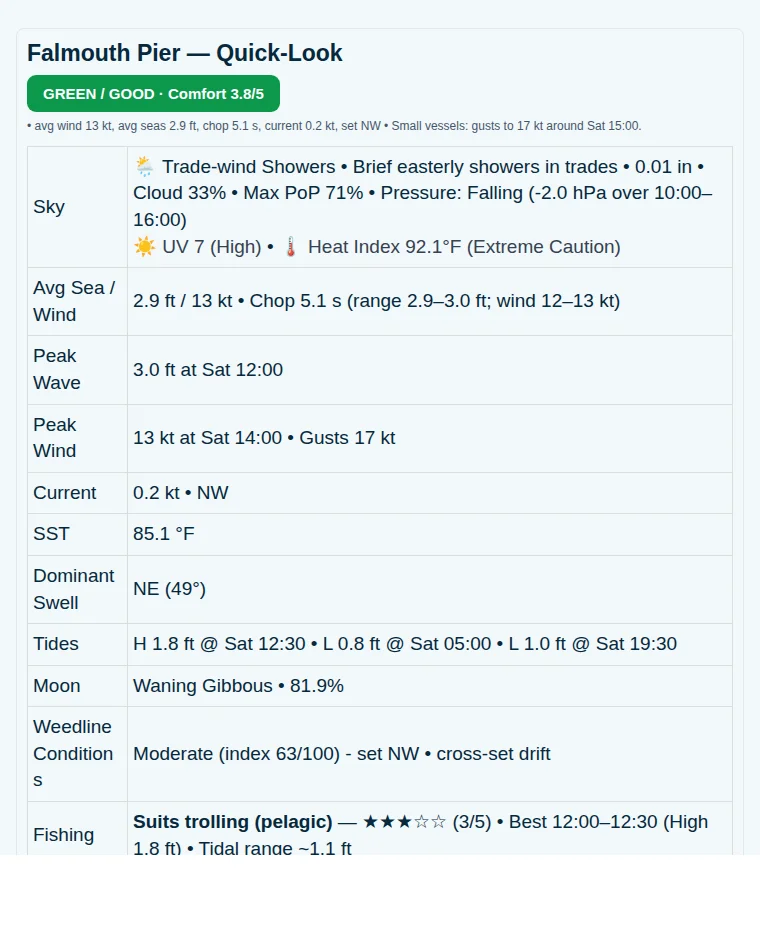 Falmouth Pier — Quick-Look
GREEN / GOOD · Comfort 3.8/5
• avg wind 13 kt, avg seas 2.9 ft, chop 5.1 s, current 0.2 kt, set NW • Small vessels: gusts to 17 kt around Sat 15:00.
Sky
🌦️ Trade-wind Showers • Brief easterly showers in trades • 0.01 in •
Cloud 33% • Max PoP 71% • Pressure: Falling (-2.0 hPa over 10:00–
16:00)
☀️ UV 7 (High) • 🌡️ Heat Index 92.1°F (Extreme Caution)
Avg Sea /
Wind
2.9 ft / 13 kt • Chop 5.1 s (range 2.9–3.0 ft; wind 12–13 kt)
Peak
Wave
3.0 ft at Sat 12:00
Peak
Wind
13 kt at Sat 14:00 • Gusts 17 kt
Current
0.2 kt • NW
SST
85.1 °F
Dominant
Swell
NE (49°)
Tides
H 1.8 ft @ Sat 12:30 • L 0.8 ft @ Sat 05:00 • L 1.0 ft @ Sat 19:30
Moon
Waning Gibbous • 81.9%
Weedline
Condition
s
Moderate (index 63/100) - set NW • cross-set drift
Fishing
Suits trolling (pelagic) — ★★★☆☆ (3/5) • Best 12:00–12:30 (High
1.8 ft) • Tidal range ~1.1 ft